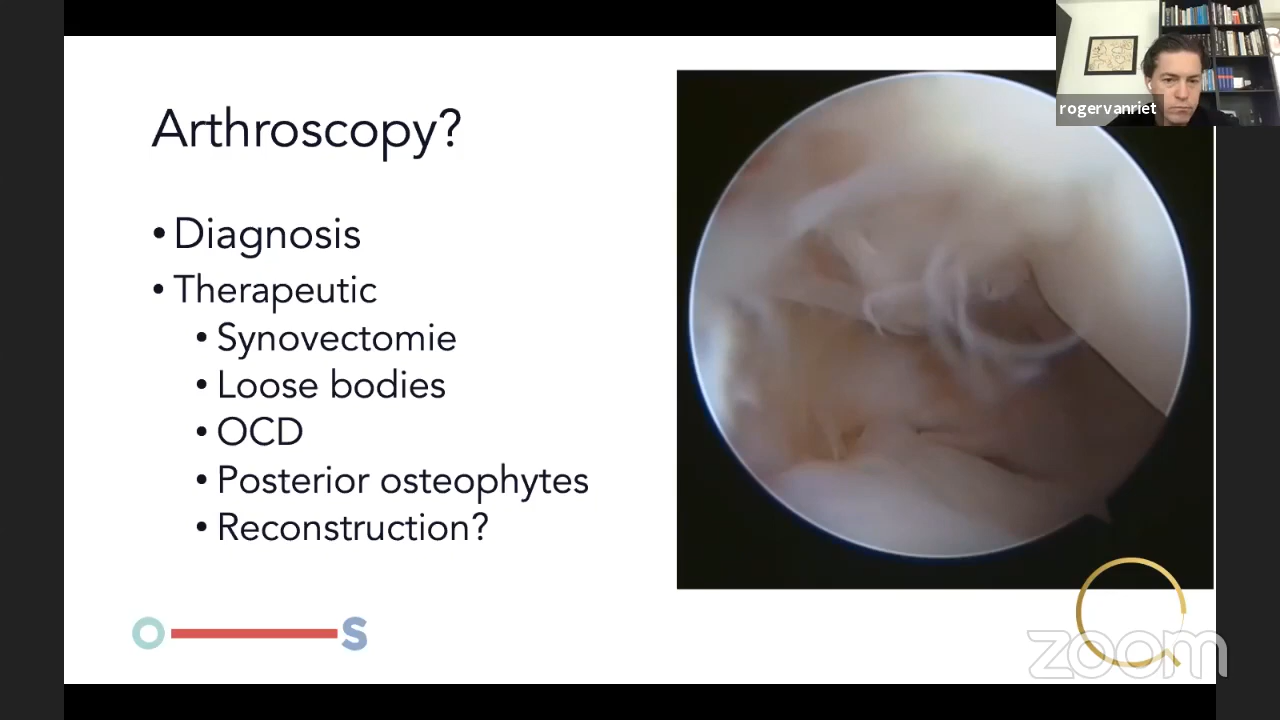 rogervanriet
Arthroscopy?
• Diagnosis
• Therapeutic
• Synovectomie
• Loose bodies
• OCD
• Posterior osteophytes
• Reconstruction?
O S
zoom